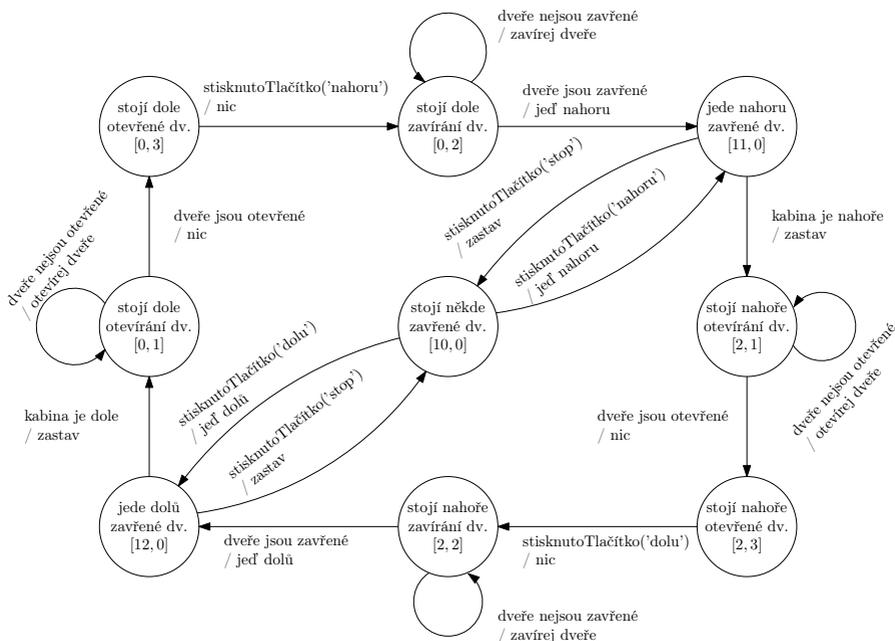 dveře nejsou zavřené
/ zavírej dveře
stisknutoTlačítko('nahoru')
/ nic
dveře jsou zavřené
/ jeď nahoru
stojí dole
otevřené dv.
[0, 3]
stojí dole
zavírání dv.
[0, 2]
jede nahoru
zavřené dv.
[11, 0]
stisknutoTlačítko('stop')
/ zastav
stisknutoTlačítko('nahoru')
/ jeď nahoru
dveře nejsou otevřené
/ otevírej dveře
dveře jsou otevřené
/ nic
kabina je nahoře
/ zastav
stojí dole
otevírání dv.
[0, 1]
stojí někde
zavřené dv.
[10, 0]
stojí nahoře
otevírání dv.
[2, 1]
stisknutoTlačítko('dolu')
/ jeď dolů
stisknutoTlačítko('stop')
/ zastav
dveře nejsou otevřené
/ otevírej dveře
kabina je dole
/ zastav
dveře jsou otevřené
/ nic
jede dolů
zavřené dv.
[12, 0]
stojí nahoře
zavírání dv.
[2, 2]
stojí nahoře
otevřené dv.
[2, 3]
dveře jsou zavřené
/ jeď dolů
stisknutoTlačítko('dolu')
/ nic
dveře nejsou zavřené
/ zavírej dveře